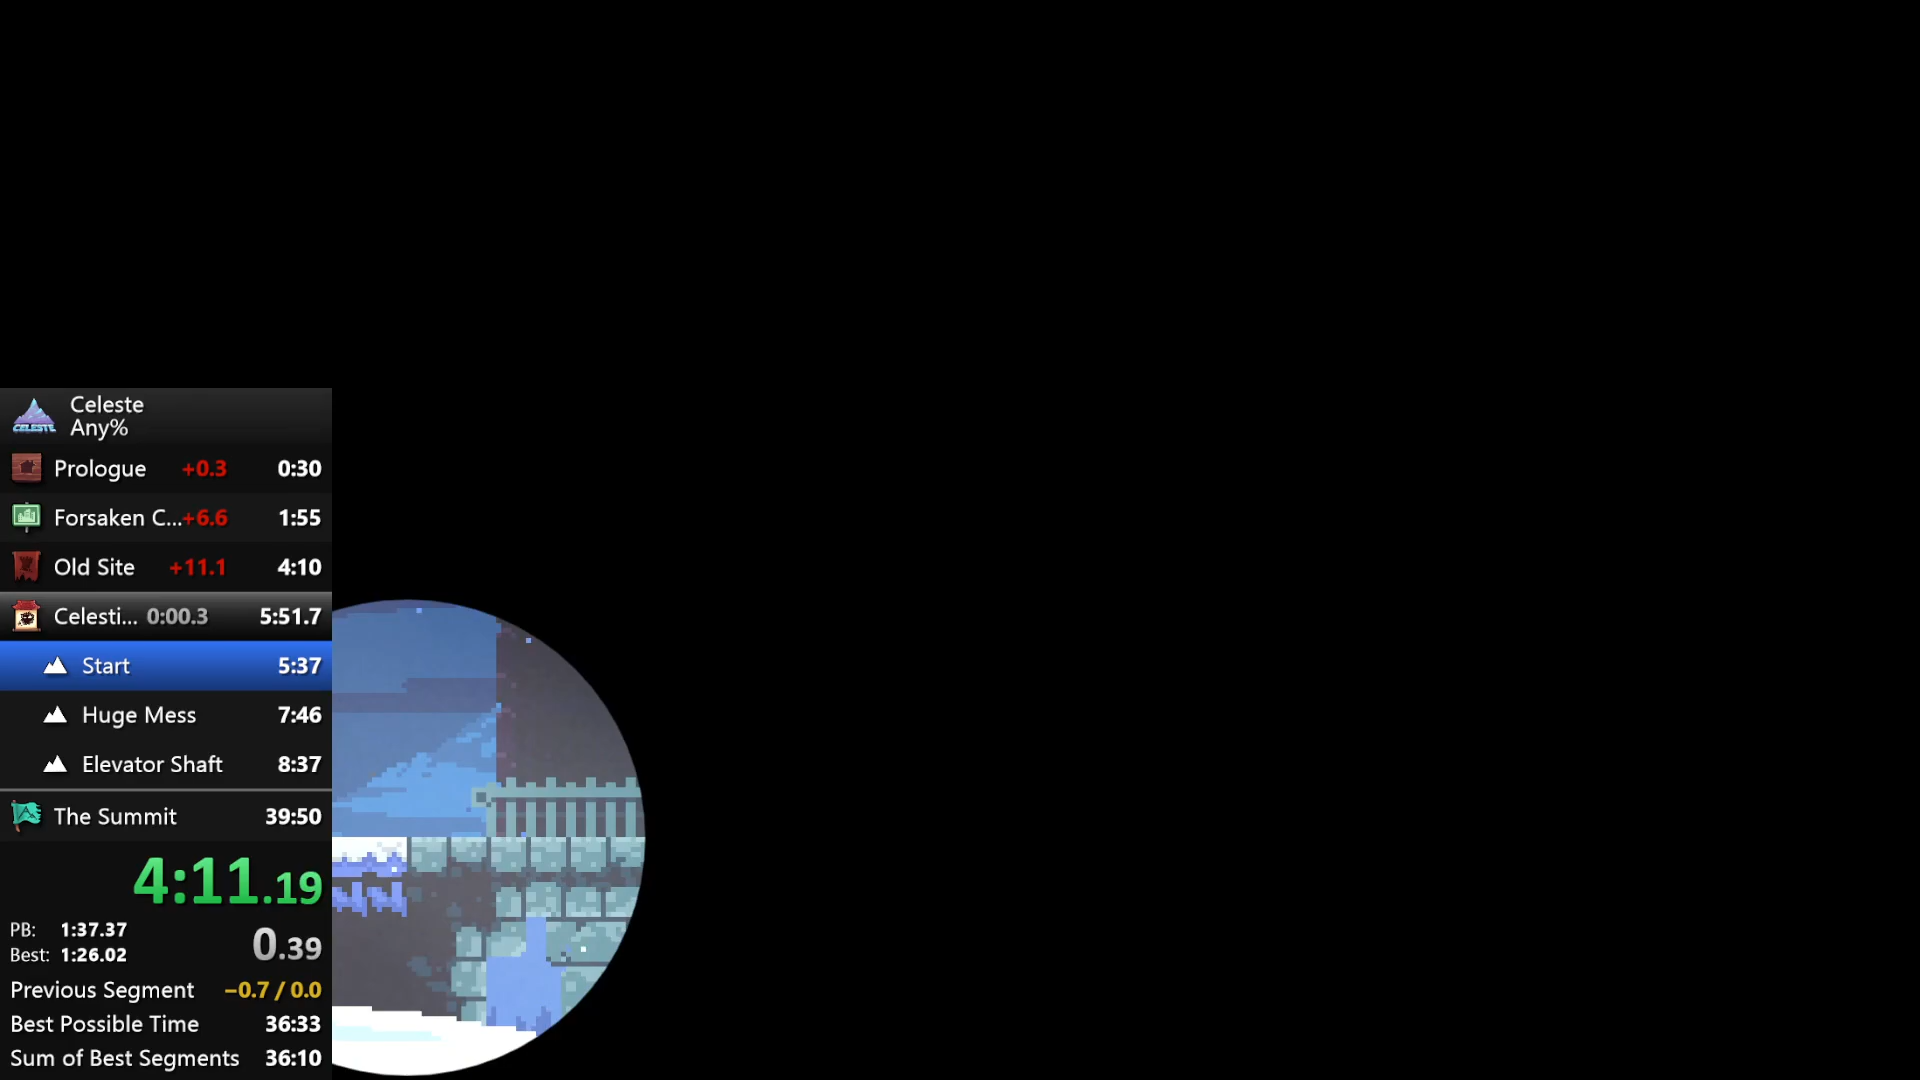 Celeste
Any%
Prologue +0.3 0:30
Forsaken C...+6.6 1:55
Old Site +11.1 4:10
Celesti... 0:00.3 5:51.7
Start 5:37
Huge Mess 7:46
Elevator Shaft 8:37
The Summit 39:50
4:11.19
PB: 1:37.37
0.39
Best: 1:26.02
Previous Segment −0.7 / 0.0
Best Possible Time 36:33
Sum of Best Segments 36:10